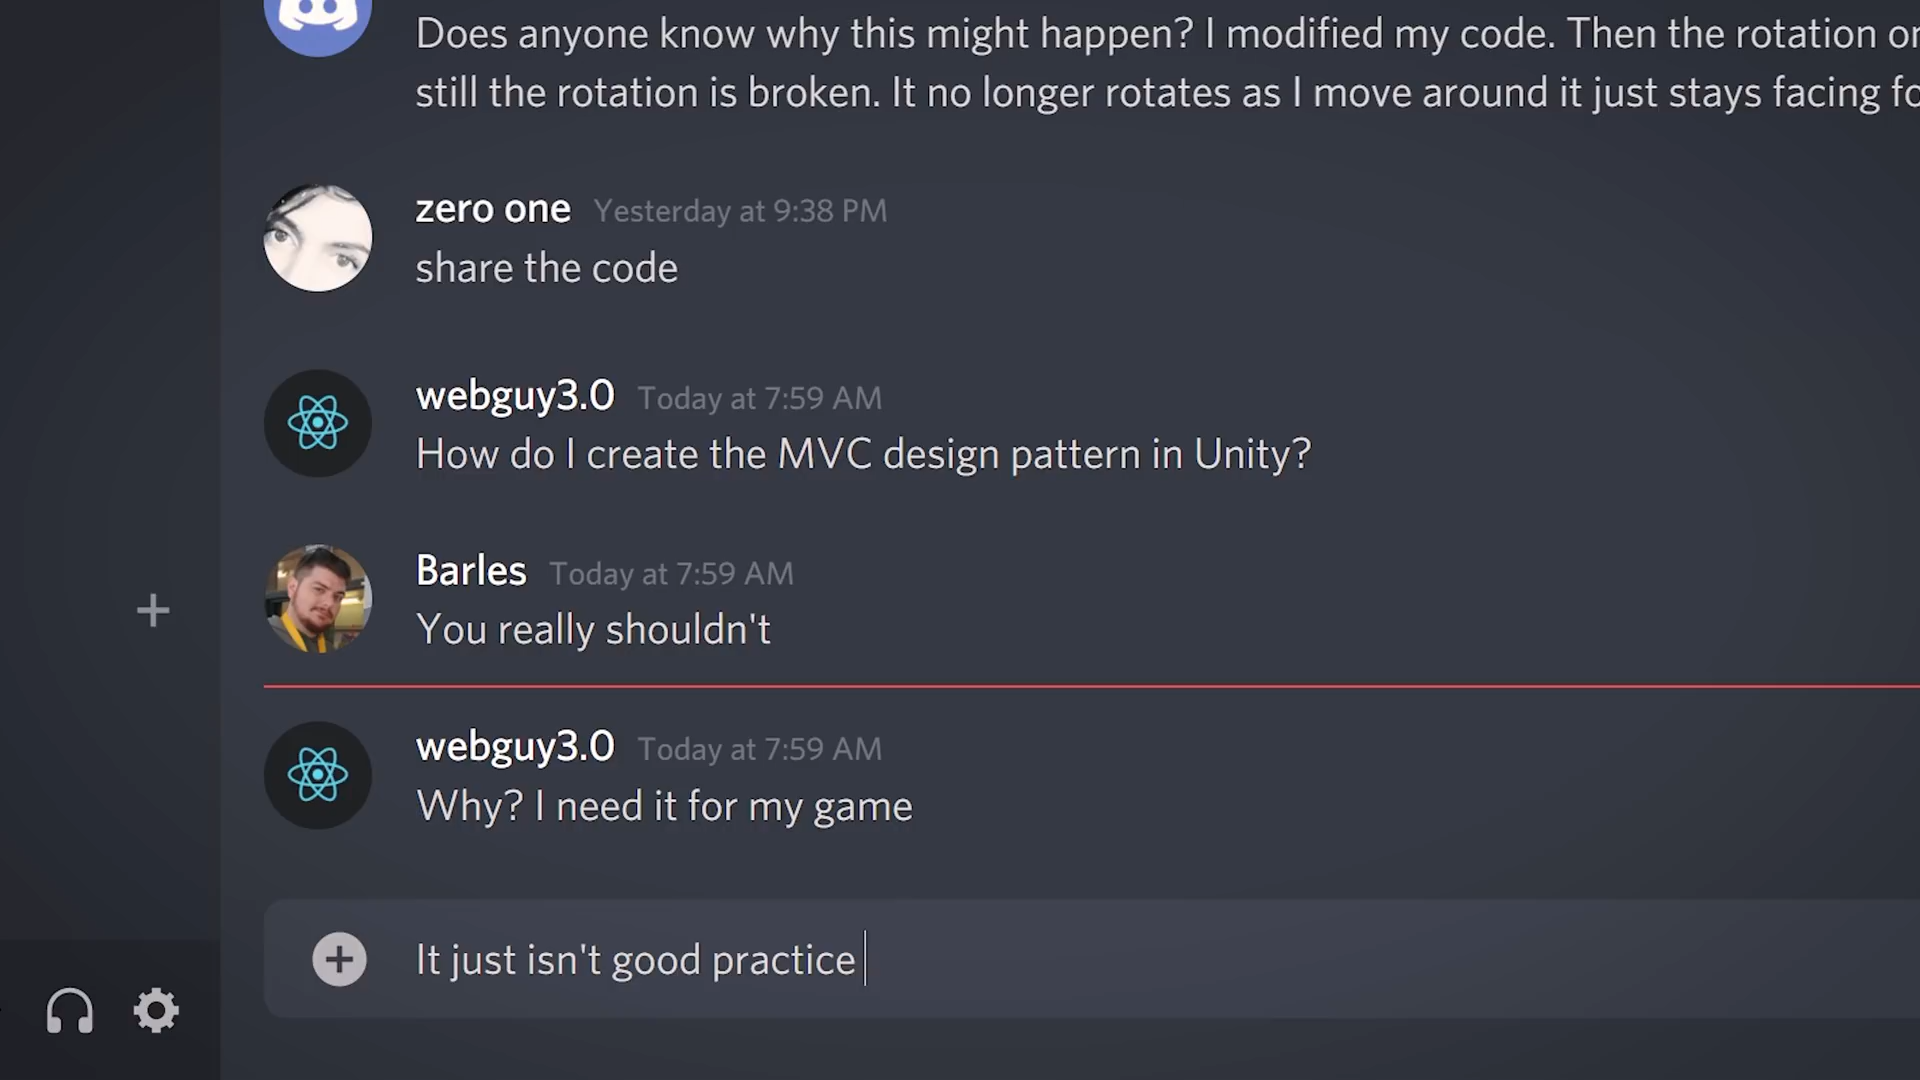 Does anyone know why this might happen? I modified my code. Then the rotation
still the rotation is broken. It no longer rotates as I move around it just stays facing
zero one Yesterday at 9:38 PM
share the code
webguy3.0 Today at 7:59 AM
How do I create the MVC design pattern in Unity?
Barles Today at 7:59 AM
You really shouldn't
webguy3.0 Today at 7:59 AM
Why? I need it for my game
It just isn't good practice